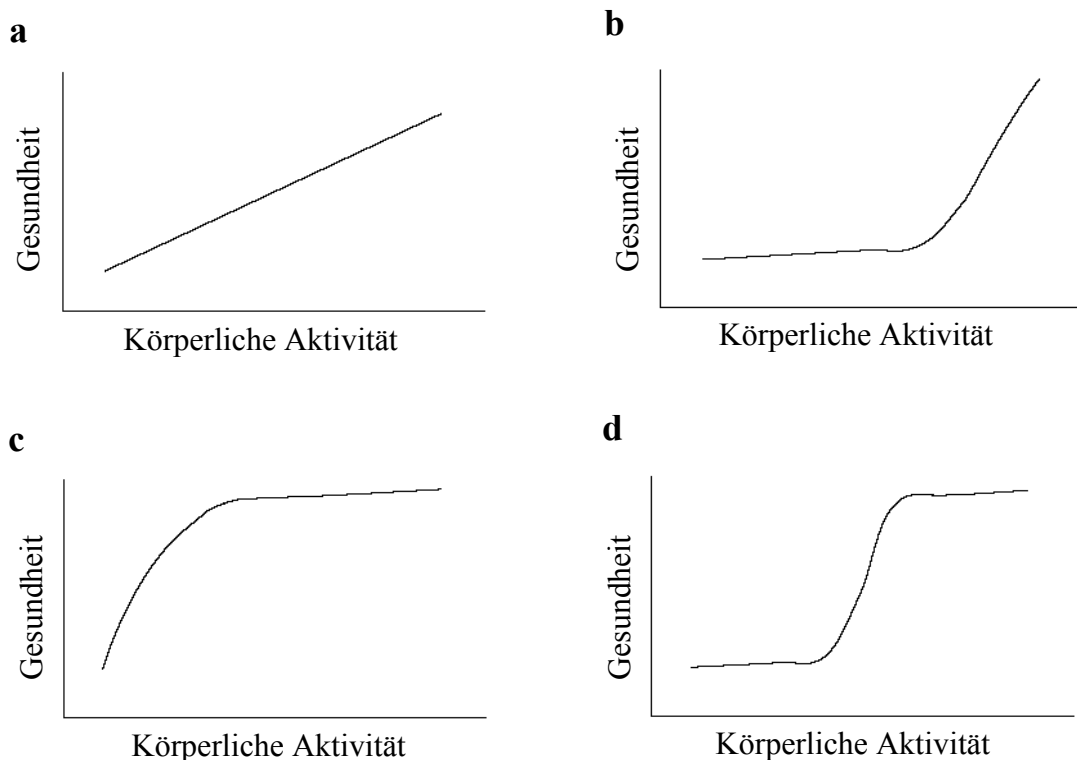 a
Gesundheit
Körperliche Aktivität
b
Gesundheit
Körperliche Aktivität
c
Gesundheit
Körperliche Aktivität
d
Gesundheit
Körperliche Aktivität